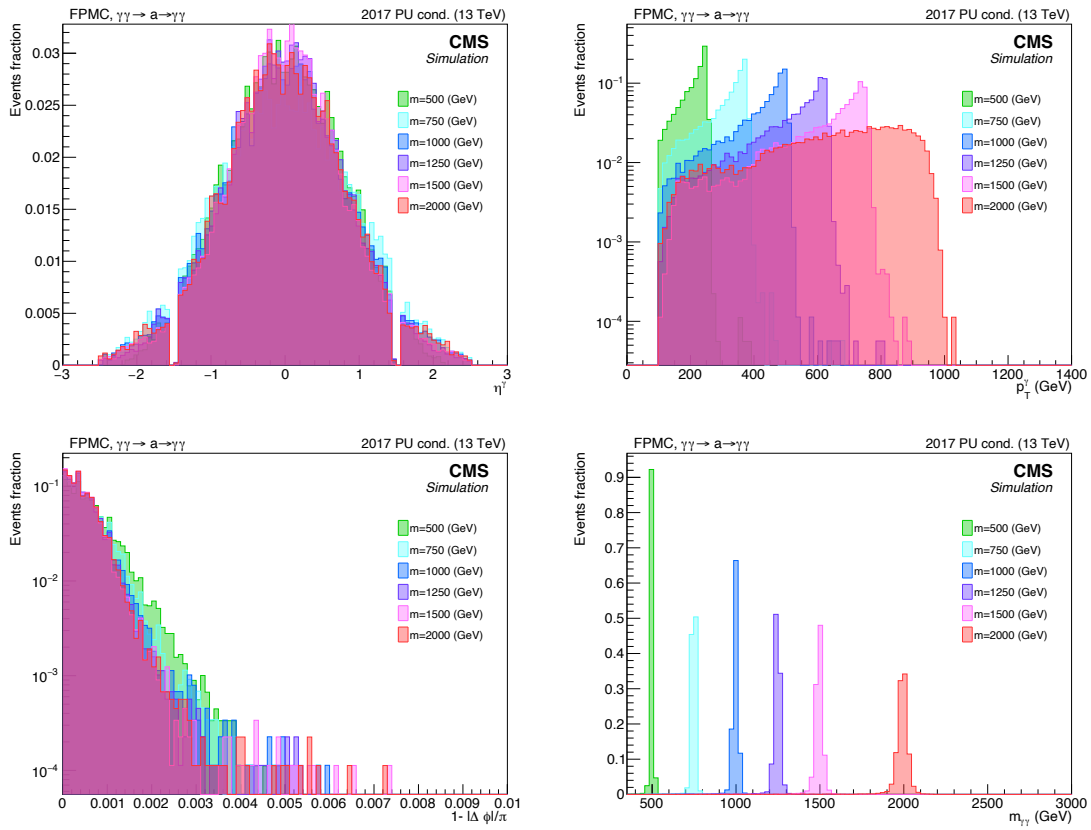 FPMC, γγ→ a→γγ
2017 PU cond. (13 TeV)
Events fraction
CMS
Simulation
m=500 (GeV)
m=750 (GeV)
m=1000 (GeV)
m=1250 (GeV)
m=1500 (GeV)
m=2000 (GeV)
0.03
0.025
0.02
0.015
0.01
0.005
0
−3 −2 −1 0 1 2 3
η^γ
FPMC, γγ→ a→γγ
2017 PU cond. (13 TeV)
Events fraction
CMS
Simulation
m=500 (GeV)
m=750 (GeV)
m=1000 (GeV)
m=1250 (GeV)
m=1500 (GeV)
m=2000 (GeV)
10⁻¹
10⁻²
10⁻³
10⁻⁴
0 200 400 600 800 1000 1200 1400
p_T^γ (GeV)
FPMC, γγ→ a→γγ
2017 PU cond. (13 TeV)
Events fraction
CMS
Simulation
m=500 (GeV)
m=750 (GeV)
m=1000 (GeV)
m=1250 (GeV)
m=1500 (GeV)
m=2000 (GeV)
10⁻¹
10⁻²
10⁻³
10⁻⁴
0 0.001 0.002 0.003 0.004 0.005 0.006 0.007 0.008 0.009 0.01
1- |Δ ϕ|/π
FPMC, γγ→ a→γγ
2017 PU cond. (13 TeV)
Events fraction
CMS
Simulation
m=500 (GeV)
m=750 (GeV)
m=1000 (GeV)
m=1250 (GeV)
m=1500 (GeV)
m=2000 (GeV)
0.9
0.8
0.7
0.6
0.5
0.4
0.3
0.2
0.1
0
500 1000 1500 2000 2500 3000
m_γγ (GeV)